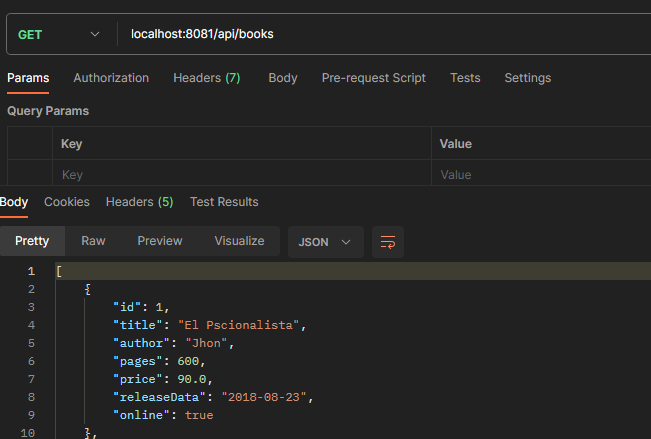 GET localhost:8081/api/books
Params Authorization Headers (7) Body Pre-request Script Tests Settings
Query Params
Key Value
Key Value
Body Cookies Headers (5) Test Results
Pretty Raw Preview Visualize JSON
1 [
2 {
3 "id": 1,
4 "title": "El Pscionalista",
5 "author": "Jhon",
6 "pages": 600,
7 "price": 90.0,
8 "releaseData": "2018-08-23",
9 "online": true
10 },